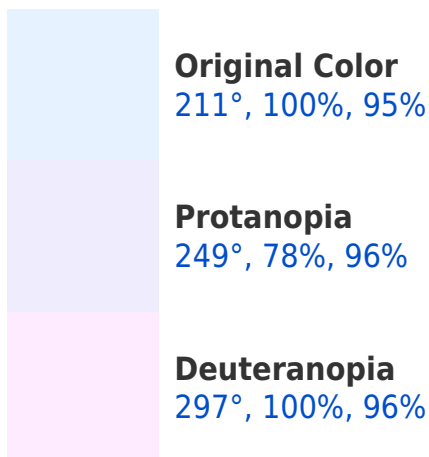 Original Color
211°, 100%, 95%
Protanopia
249°, 78%, 96%
Deuteranopia
297°, 100%, 96%